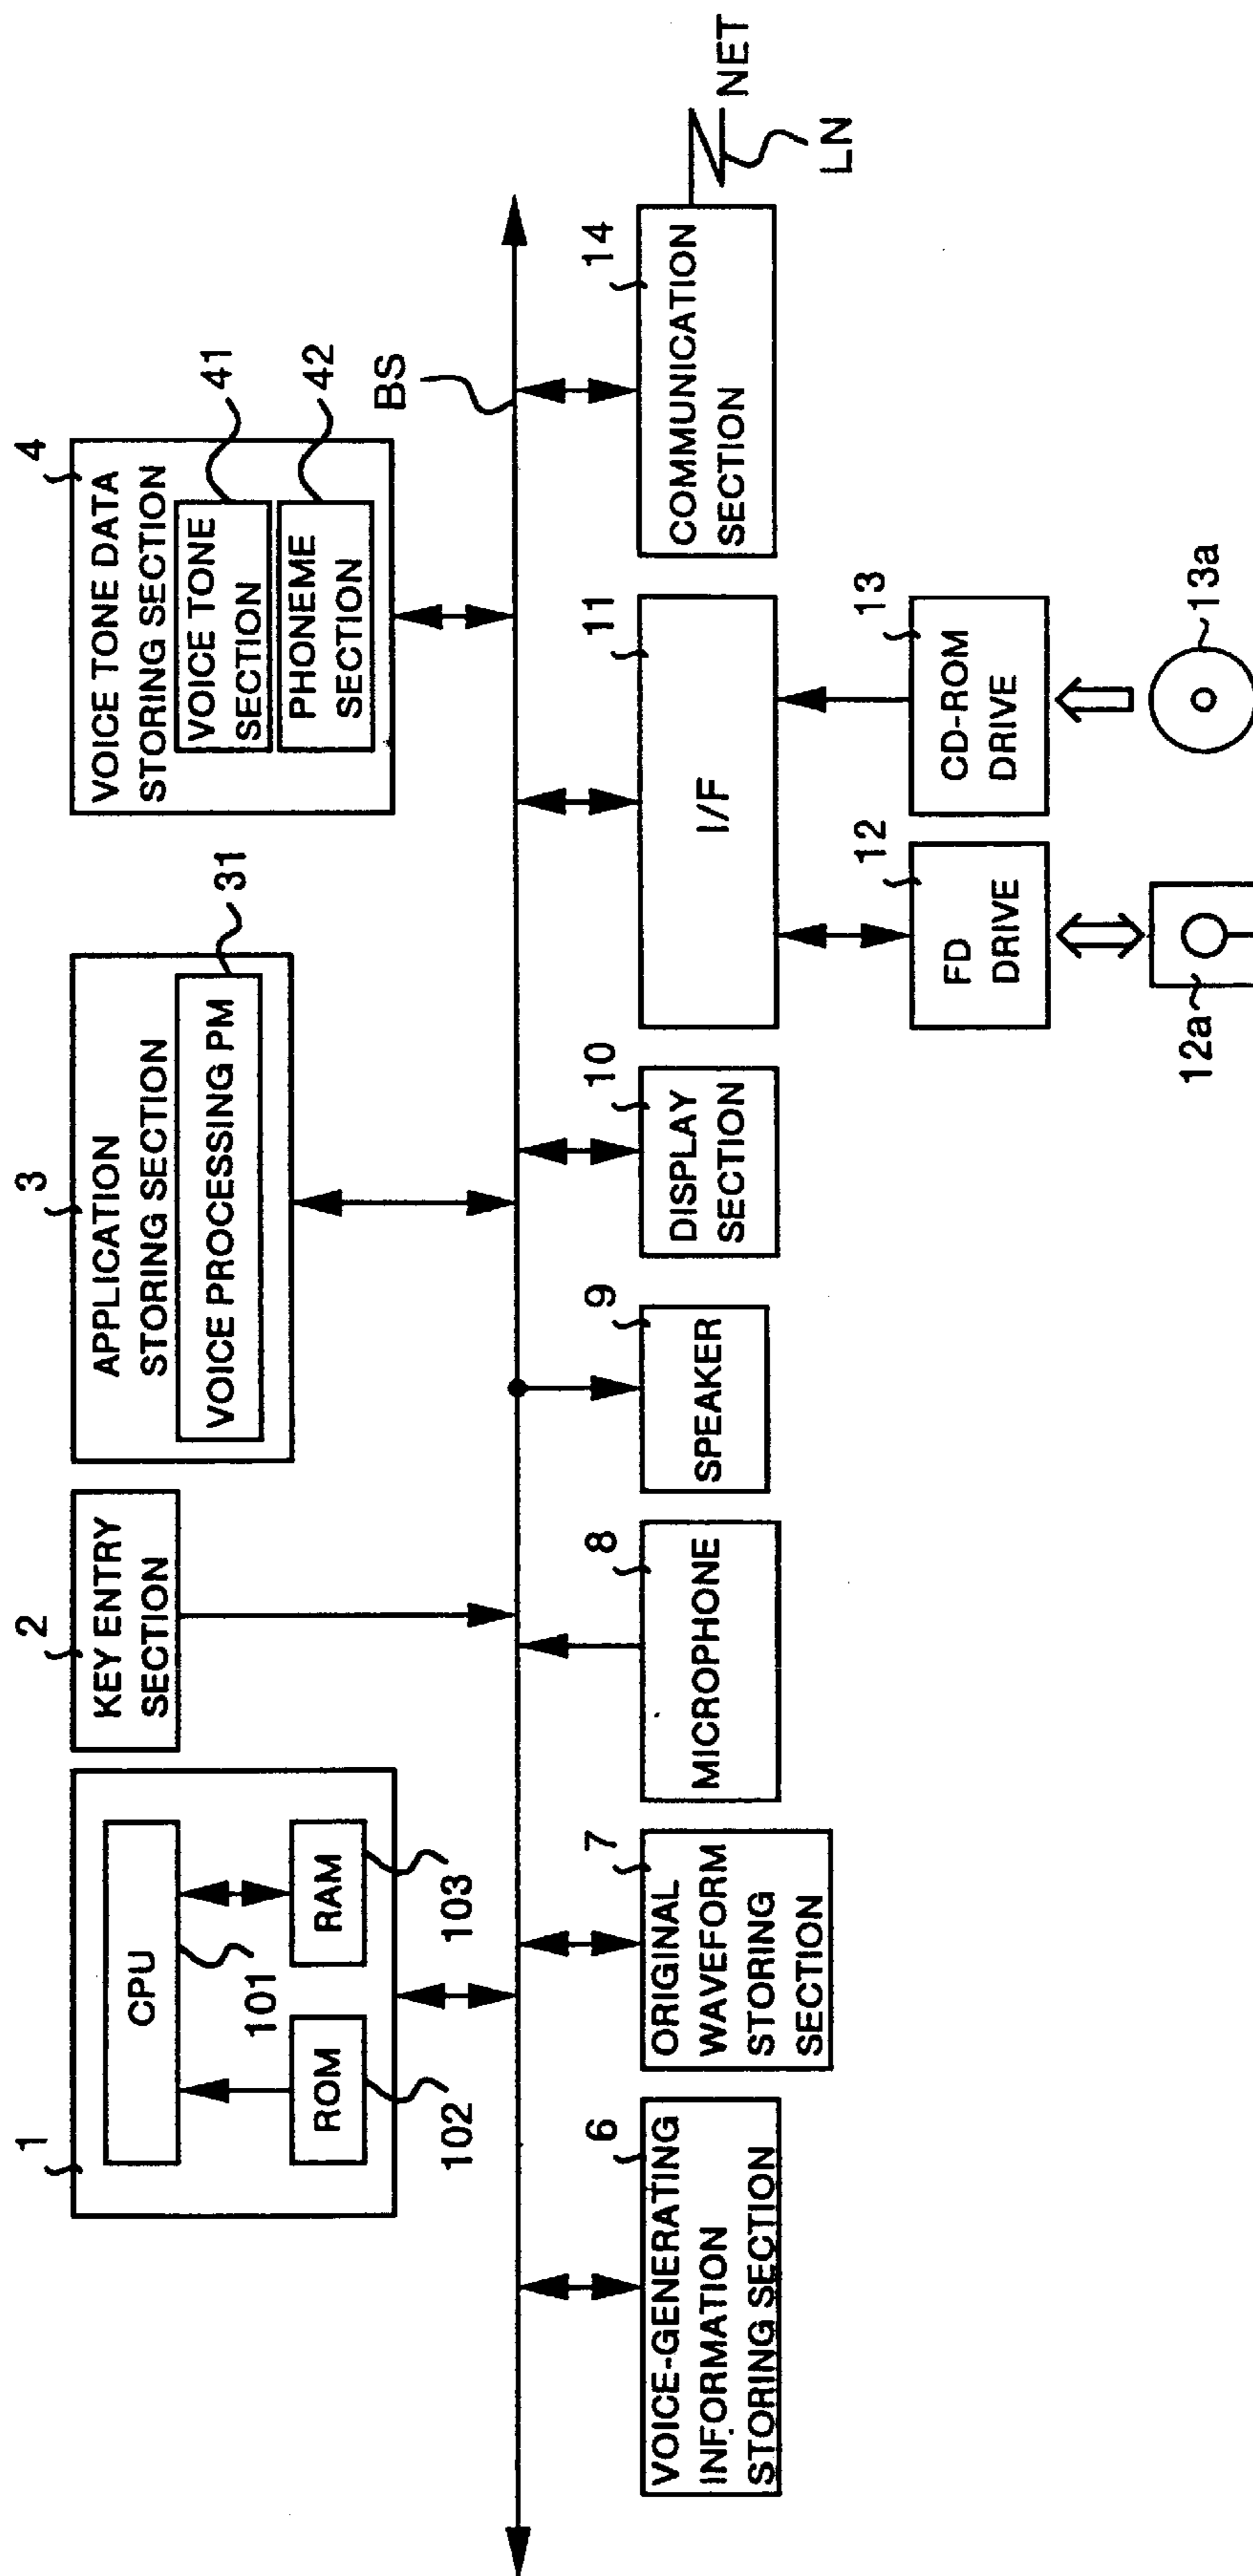 1
CPU
101
ROM
102
RAM
103
2
KEY ENTRY
SECTION
3
APPLICATION
STORING SECTION
VOICE PROCESSING PM
31
4
VOICE TONE DATA
STORING SECTION
VOICE TONE
SECTION
41
PHONEME
SECTION
42
BS
6
VOICE-GENERATING
INFORMATION
STORING SECTION
7
ORIGINAL
WAVEFORM
STORING
SECTION
8
MICROPHONE
9
SPEAKER
10
DISPLAY
SECTION
11
I/F
12
FD
DRIVE
12a
13
CD-ROM
DRIVE
13a
14
COMMUNICATION
SECTION
NET
LN